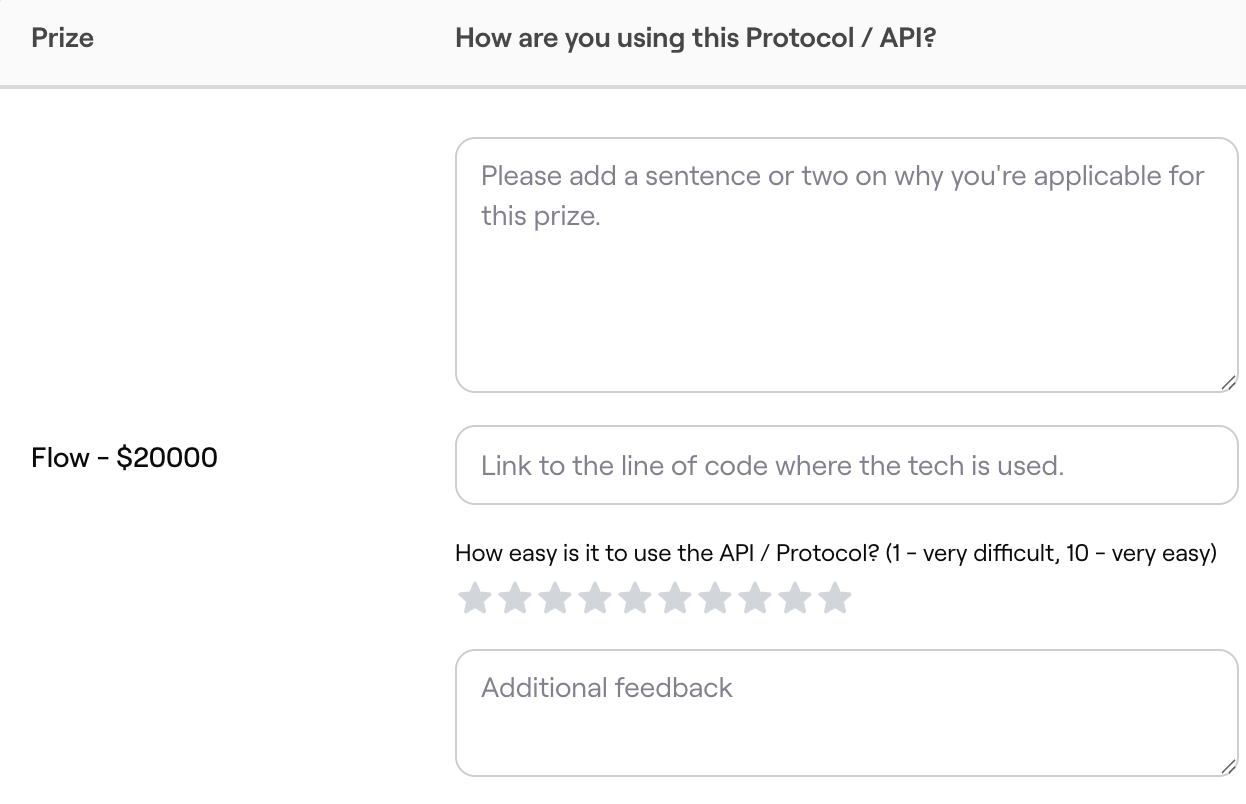 Prize
How are you using this Protocol / API?
Please add a sentence or two on why you're applicable for
this prize.
Flow - $20000
Link to the line of code where the tech is used.
How easy is it to use the API / Protocol? (1 - very difficult, 10 - very easy)
Additional feedback